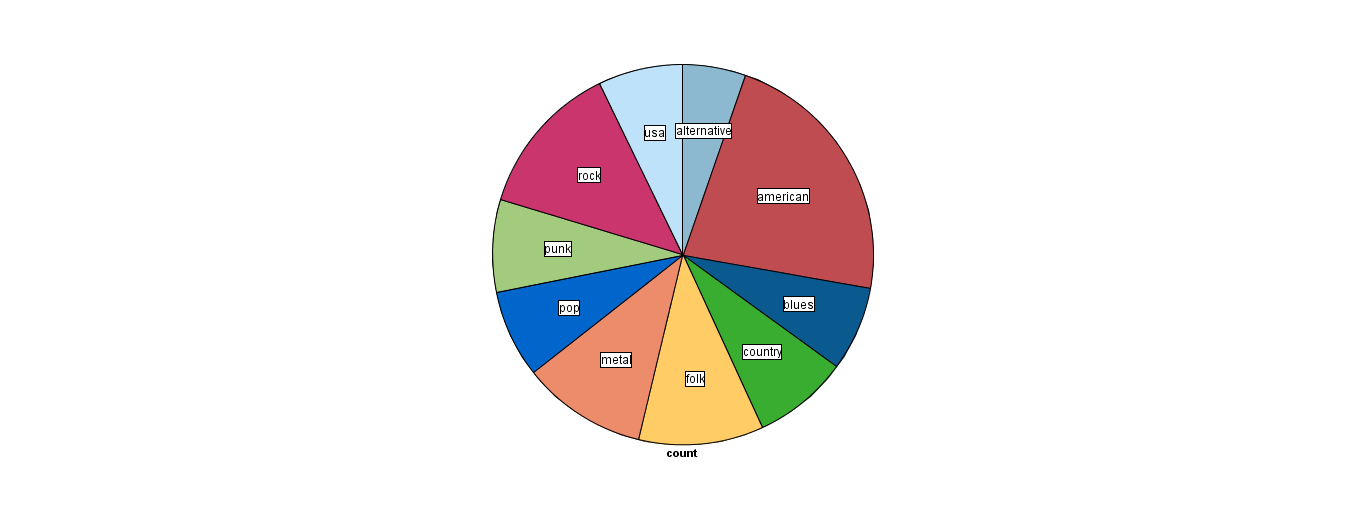 alternative
usa
rock
american
punk
blues
pop
country
metal
folk
count